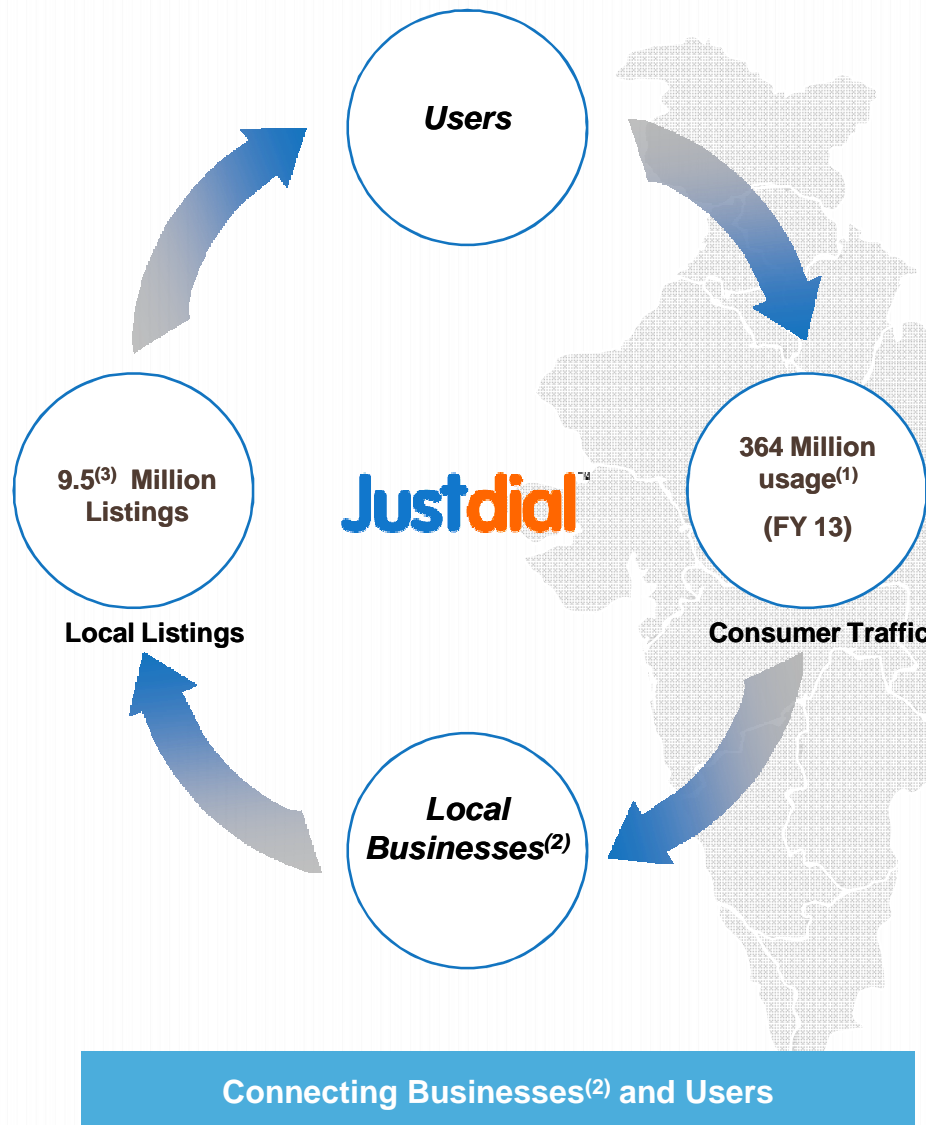 Users
9.5(3) Million
Listings
Justdial™
364 Million
usage(1)
(FY 13)
Local Listings
Consumer Traffic
Local
Businesses(2)
Connecting Businesses(2) and Users